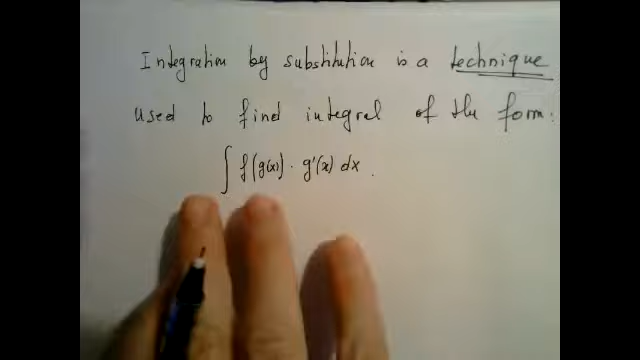 Integration by substitution is a technique
used to find integral of the form:
∫ f(g(x)) · g'(x) dx.